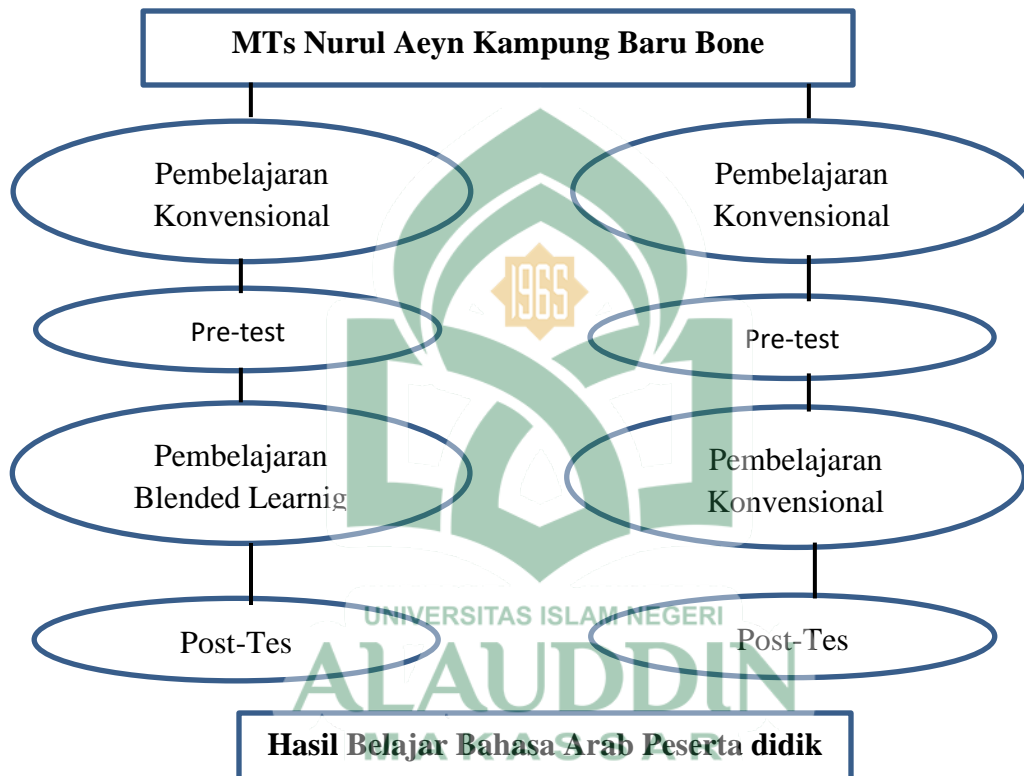 MTs Nurul Aeyn Kampung Baru Bone
Pembelajaran
Konvensional
Pembelajaran
Konvensional
1965
Pre-test
Pre-test
Pembelajaran
Blended Learnig
Pembelajaran
Konvensional
UNIVERSITAS ISLAM NEGERI
Post-Tes
Post-Tes
ALAUDDIN
Hasil Belajar Bahasa Arab Peserta didik
MAKASSAR